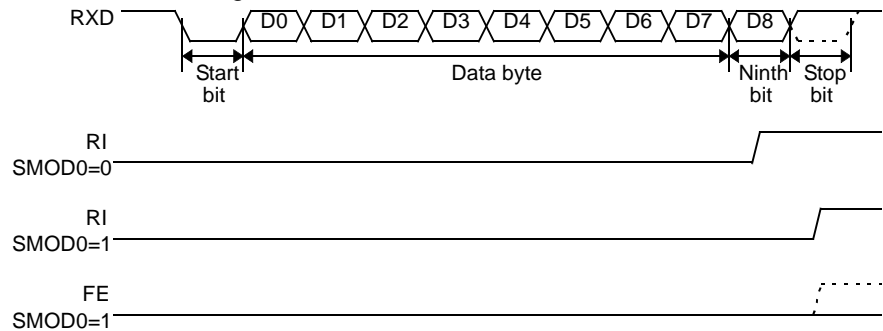 RXD D0 D1 D2 D3 D4 D5 D6 D7 D8
Start bit Data byte Ninth bit Stop bit
RI
SMOD0=0
RI
SMOD0=1
FE
SMOD0=1